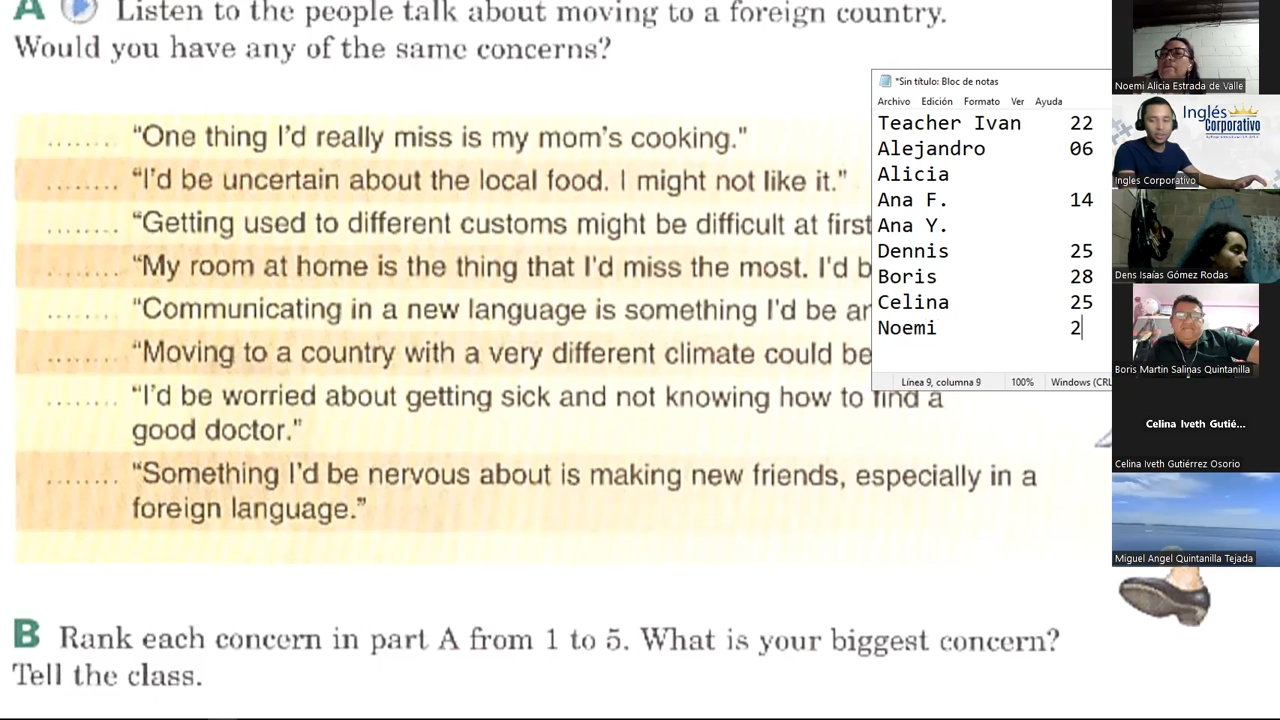 A Listen to the people talk about moving to a foreign country.
Would you have any of the same concerns?
........ “One thing I’d really miss is my mom’s cooking.”
........ “I’d be uncertain about the local food. I might not like it.”
........ “Getting used to different customs might be difficult at first
........ “My room at home is the thing that I’d miss the most. I’d b
........ “Communicating in a new language is something I’d be
........ “Moving to a country with a very different climate could be
........ “I’d be worried about getting sick and not knowing how to find a
good doctor.”
........ “Something I’d be nervous about is making new friends, especially in a
foreign language.”
B Rank each concern in part A from 1 to 5. What is your biggest concern?
Tell the class.
*Sin título: Bloc de notas
Archivo Edición Formato Ver Ayuda
Teacher Ivan 22
Alejandro 06
Alicia
Ana F. 14
Ana Y.
Dennis 25
Boris 28
Celina 25
Noemi 2
Línea 9, columna 9 100% Windows (CRL
Noemi Alicia Estrada de Valle
Inglés
Corporativo
Ingles Corporativo
Dens Isaías Gómez Rodas
Boris Martin Salinas Quintanilla
Celina Iveth Gutié...
Celina Iveth Gutiérrez Osorio
Miguel Angel Quintanilla Tejada